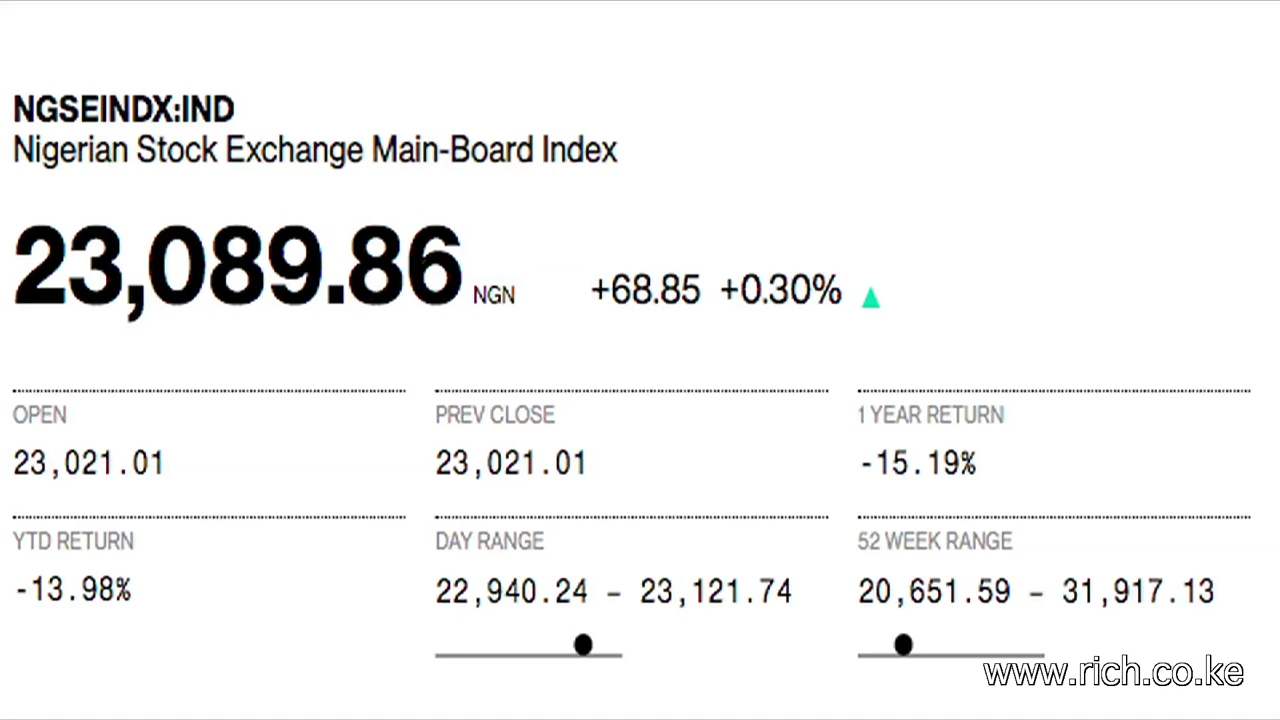 NGSEINDX:IND
Nigerian Stock Exchange Main-Board Index
23,089.86 NGN +68.85 +0.30%
OPEN PREV CLOSE 1 YEAR RETURN
23,021.01 23,021.01 -15.19%
YTD RETURN DAY RANGE 52 WEEK RANGE
-13.98% 22,940.24 – 23,121.74 20,651.59 – 31,917.13
www.rich.co.ke